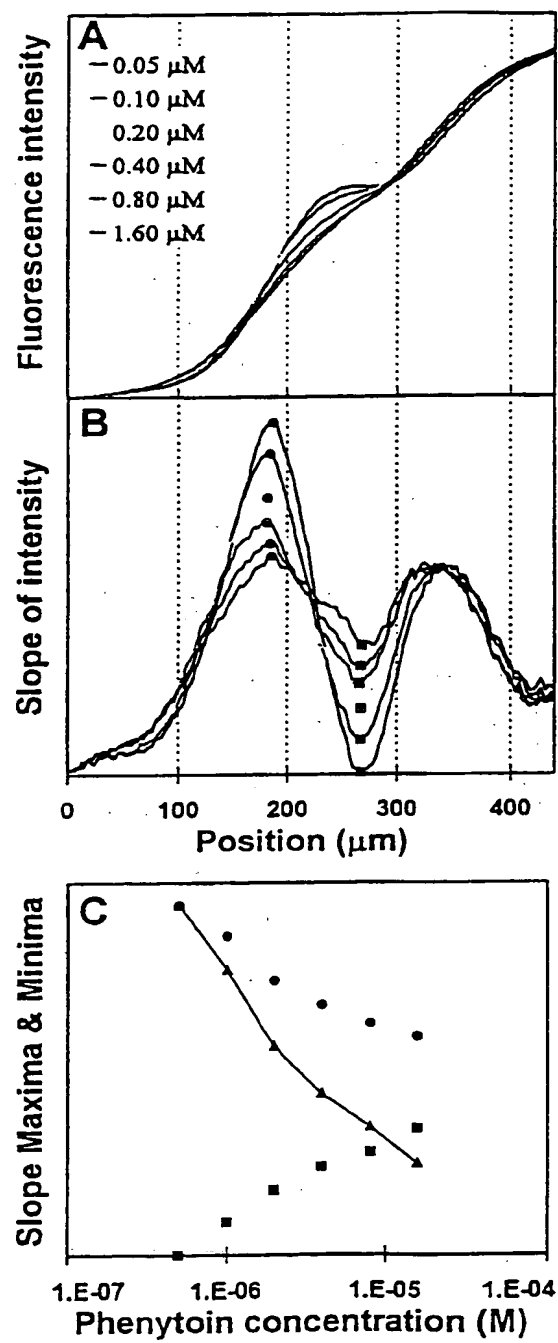 A
— 0.05 μM
— 0.10 μM
0.20 μM
— 0.40 μM
— 0.80 μM
— 1.60 μM
Fluorescence intensity
B
Slope of intensity
0 100 200 300 400
Position (μm)
C
Slope Maxima & Minima
1.E-07 1.E-06 1.E-05 1.E-04
Phenytoin concentration (M)